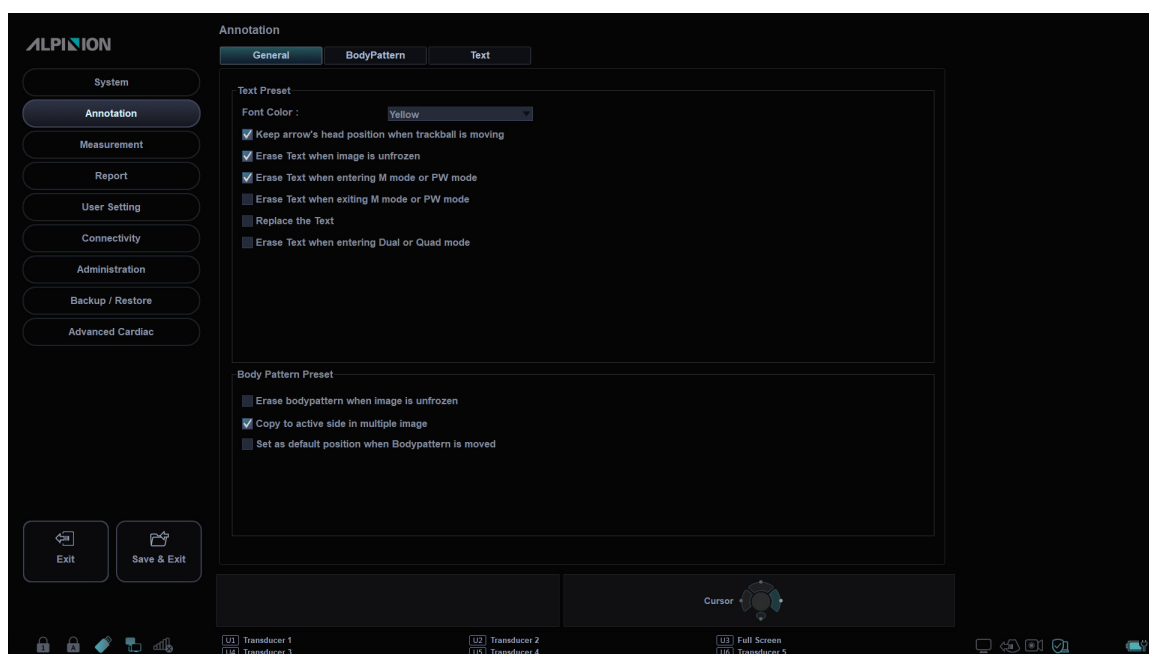 Annotation
ALPINION
General BodyPattern Text
System
Annotation
Measurement
Report
User Setting
Connectivity
Administration
Backup / Restore
Advanced Cardiac
Text Preset
Font Color : Yellow
Keep arrow's head position when trackball is moving
Erase Text when image is unfrozen
Erase Text when entering M mode or PW mode
Erase Text when exiting M mode or PW mode
Replace the Text
Erase Text when entering Dual or Quad mode
Body Pattern Preset
Erase bodypattern when image is unfrozen
Copy to active side in multiple image
Set as default position when Bodypattern is moved
Exit Save & Exit
Cursor
U1 Transducer 1 U2 Transducer 2 U3 Full Screen
U4 Transducer 3 U5 Transducer 4 U6 Transducer 5